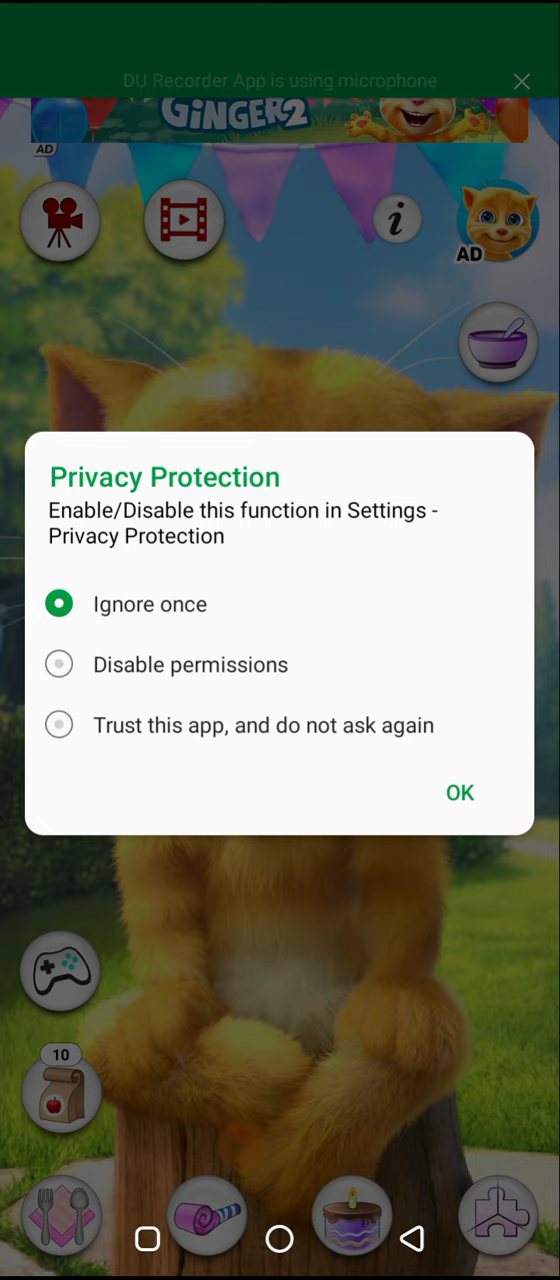 DU Recorder App is using microphone
GiNGER2
AD
AD
Privacy Protection
Enable/Disable this function in Settings -
Privacy Protection
Ignore once
Disable permissions
Trust this app, and do not ask again
OK
10